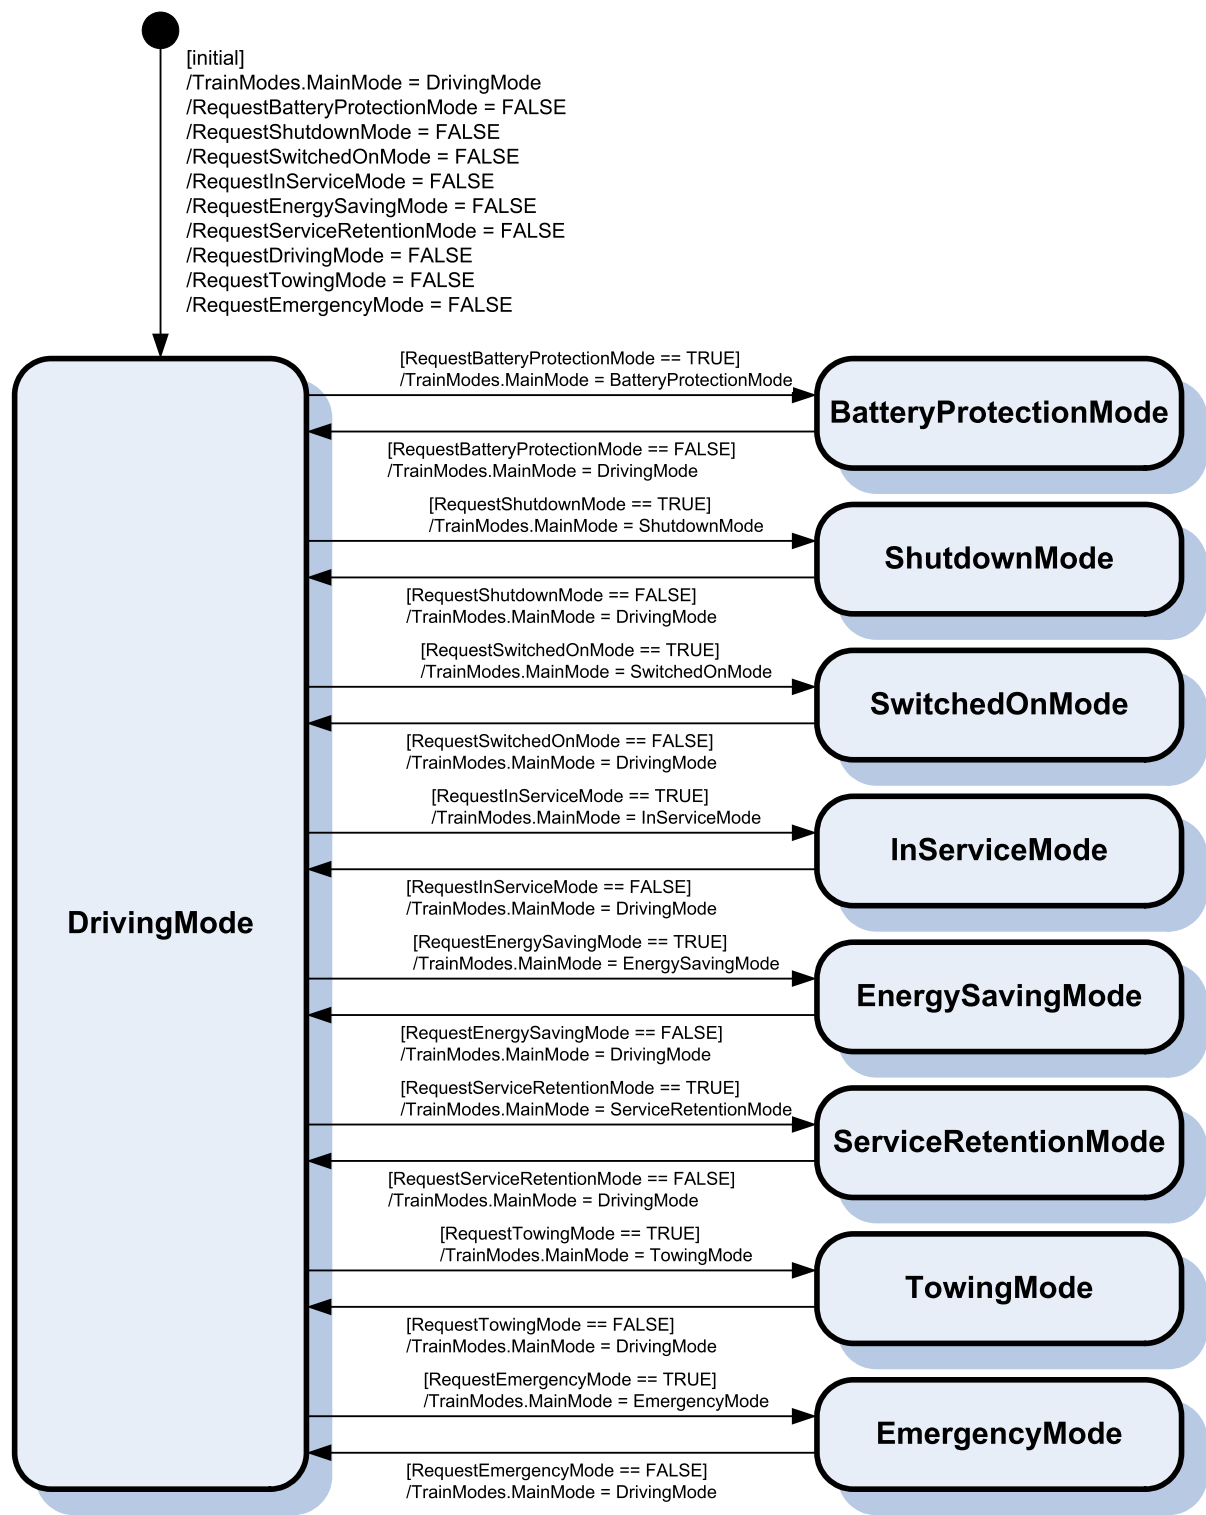 [initial]
/TrainModes.MainMode = DrivingMode
/RequestBatteryProtectionMode = FALSE
/RequestShutdownMode = FALSE
/RequestSwitchedOnMode = FALSE
/RequestInServiceMode = FALSE
/RequestEnergySavingMode = FALSE
/RequestServiceRetentionMode = FALSE
/RequestDrivingMode = FALSE
/RequestTowingMode = FALSE
/RequestEmergencyMode = FALSE
DrivingMode
[RequestBatteryProtectionMode == TRUE]
/TrainModes.MainMode = BatteryProtectionMode
BatteryProtectionMode
[RequestBatteryProtectionMode == FALSE]
/TrainModes.MainMode = DrivingMode
[RequestShutdownMode == TRUE]
/TrainModes.MainMode = ShutdownMode
ShutdownMode
[RequestShutdownMode == FALSE]
/TrainModes.MainMode = DrivingMode
[RequestSwitchedOnMode == TRUE]
/TrainModes.MainMode = SwitchedOnMode
SwitchedOnMode
[RequestSwitchedOnMode == FALSE]
/TrainModes.MainMode = DrivingMode
[RequestInServiceMode == TRUE]
/TrainModes.MainMode = InServiceMode
InServiceMode
[RequestInServiceMode == FALSE]
/TrainModes.MainMode = DrivingMode
[RequestEnergySavingMode == TRUE]
/TrainModes.MainMode = EnergySavingMode
EnergySavingMode
[RequestEnergySavingMode == FALSE]
/TrainModes.MainMode = DrivingMode
[RequestServiceRetentionMode == TRUE]
/TrainModes.MainMode = ServiceRetentionMode
ServiceRetentionMode
[RequestServiceRetentionMode == FALSE]
/TrainModes.MainMode = DrivingMode
[RequestTowingMode == TRUE]
/TrainModes.MainMode = TowingMode
TowingMode
[RequestTowingMode == FALSE]
/TrainModes.MainMode = DrivingMode
[RequestEmergencyMode == TRUE]
/TrainModes.MainMode = EmergencyMode
EmergencyMode
[RequestEmergencyMode == FALSE]
/TrainModes.MainMode = DrivingMode